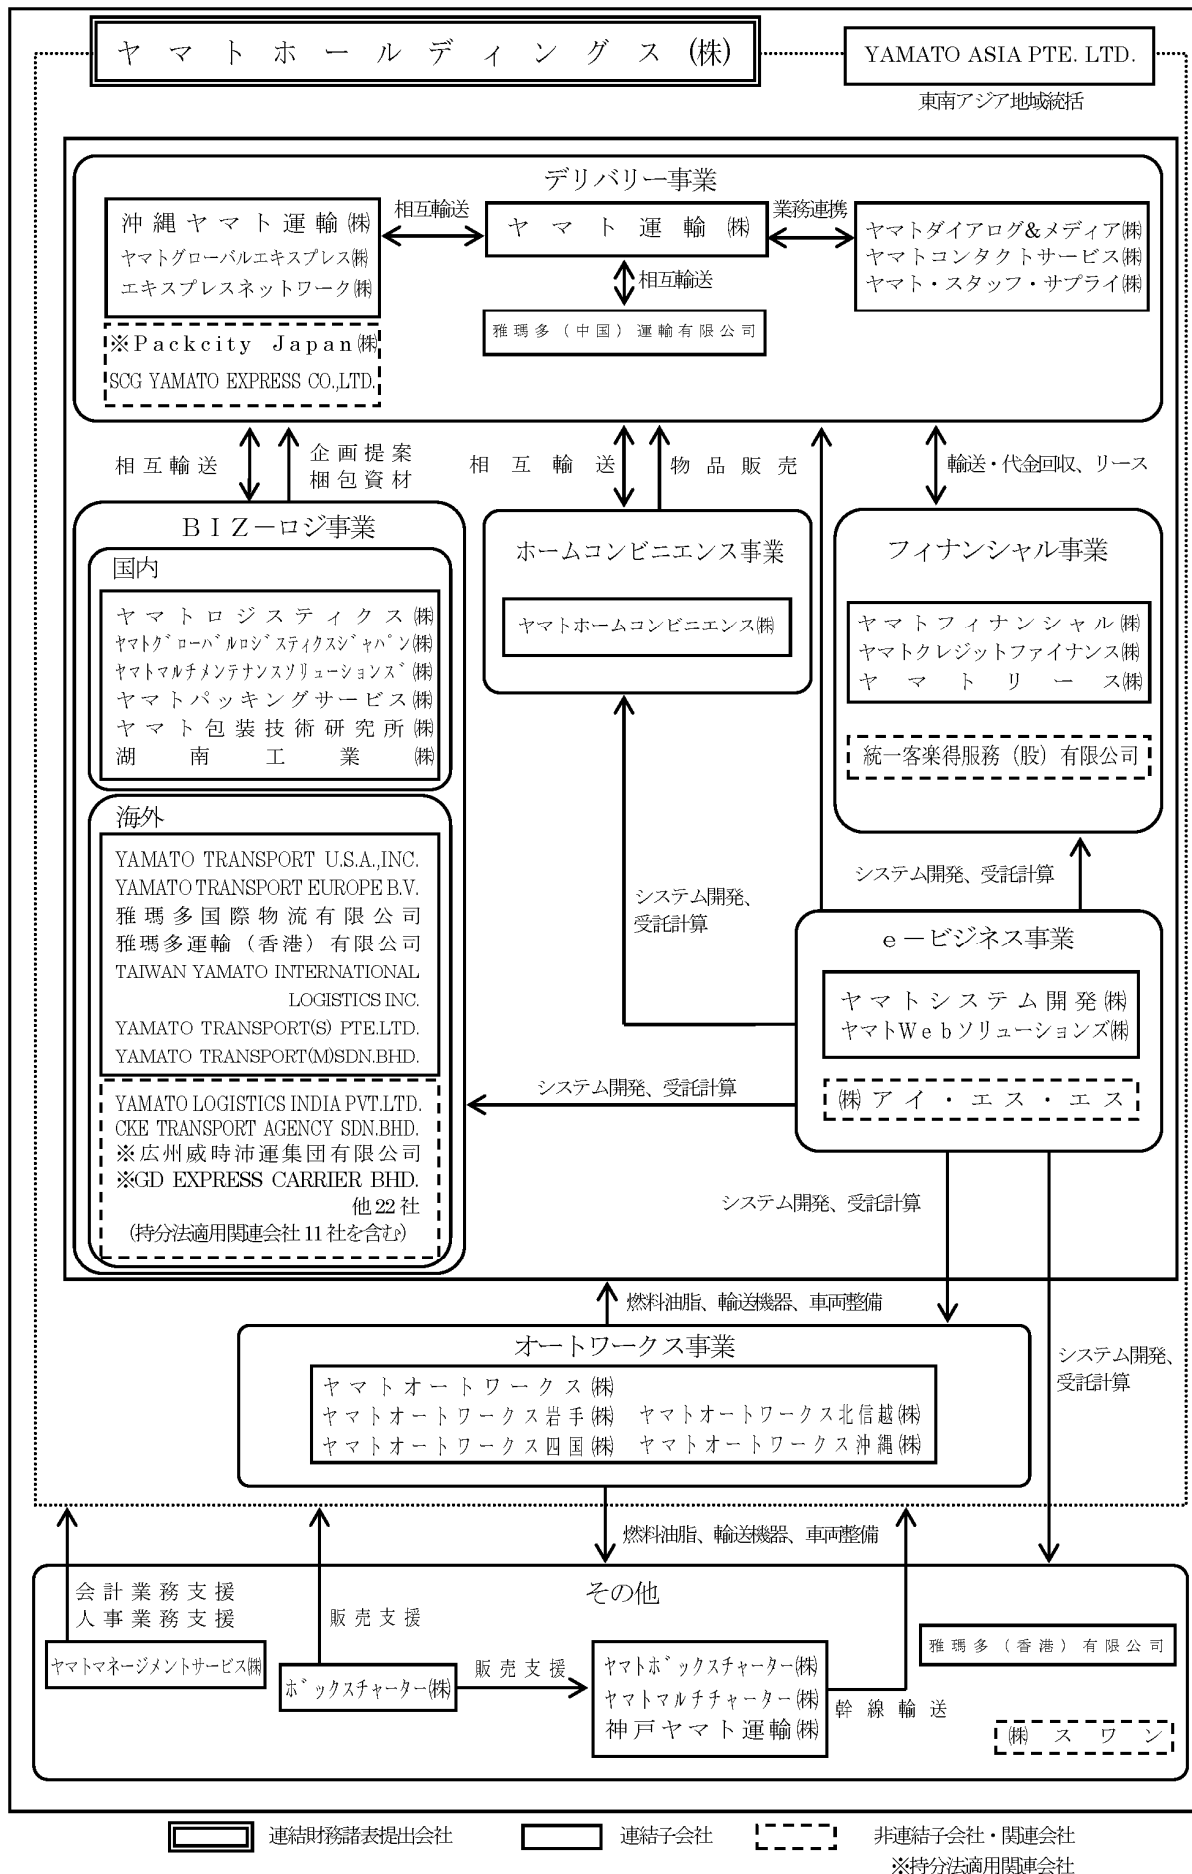 ヤマトホールディングス㈱
YAMATO ASIA PTE. LTD.
東南アジア地域統括
デリバリー事業
沖縄ヤマト運輸㈱
ヤマトグローバルエキスプレス㈱
エキスプレスネットワーク㈱
相互輸送
ヤマト運輸㈱
業務連携
ヤマトダイアログ&メディア㈱
ヤマトコンタクトサービス㈱
ヤマト・スタッフ・サプライ㈱
相互輸送
雅瑪多（中国）運輸有限公司
※Packcity Japan㈱
SCG YAMATO EXPRESS CO.,LTD.
相互輸送
企画提案
梱包資材
相互輸送
物品販売
輸送・代金回収、リース
ＢＩＺ－ロジ事業
国内
ヤマトロジスティクス㈱
ﾔﾏﾄｸﾞﾛｰﾊﾞﾙﾛｼﾞｽﾃｨｸｽｼﾞｬﾊﾟﾝ㈱
ﾔﾏﾄﾏﾙﾁﾒﾝﾃﾅﾝｽｿﾘｭｰｼｮﾝｽﾞ㈱
ヤマトパッキングサービス㈱
ヤマト包装技術研究所㈱
湖南工業㈱
海外
YAMATO TRANSPORT U.S.A.,INC.
YAMATO TRANSPORT EUROPE B.V.
雅瑪多国際物流有限公司
雅瑪多運輸（香港）有限公司
TAIWAN YAMATO INTERNATIONAL
LOGISTICS INC.
YAMATO TRANSPORT(S) PTE.LTD.
YAMATO TRANSPORT(M)SDN.BHD.
YAMATO LOGISTICS INDIA PVT.LTD.
CKE TRANSPORT AGENCY SDN.BHD.
※広州威時沛運集団有限公司
※GD EXPRESS CARRIER BHD.
他22社
(持分法適用関連会社11社を含む)
ホームコンビニエンス事業
ヤマトホームコンビニエンス㈱
フィナンシャル事業
ヤマトフィナンシャル㈱
ヤマトクレジットファイナンス㈱
ヤマトリース㈱
統一客楽得服務（股）有限公司
システム開発、受託計算
システム開発、
受託計算
ｅ－ビジネス事業
ヤマトシステム開発㈱
ヤマトＷｅｂソリューションズ㈱
㈱アイ・エス・エス
システム開発、受託計算
システム開発、受託計算
燃料油脂、輸送機器、車両整備
オートワークス事業
ヤマトオートワークス㈱
ヤマトオートワークス岩手㈱　ヤマトオートワークス北信越㈱
ヤマトオートワークス四国㈱　ヤマトオートワークス沖縄㈱
システム開発、
受託計算
燃料油脂、輸送機器、車両整備
その他
会計業務支援
人事業務支援
ヤマトマネージメントサービス㈱
販売支援
ﾎﾞｯｸｽﾁｬｰﾀｰ㈱
販売支援
ﾔﾏﾄﾎﾞｯｸｽﾁｬｰﾀｰ㈱
ヤマトマルチチャーター㈱
神戸ヤマト運輸㈱
幹線輸送
雅瑪多（香港）有限公司
㈱スワン
連結財務諸表提出会社
連結子会社
非連結子会社・関連会社
※持分法適用関連会社